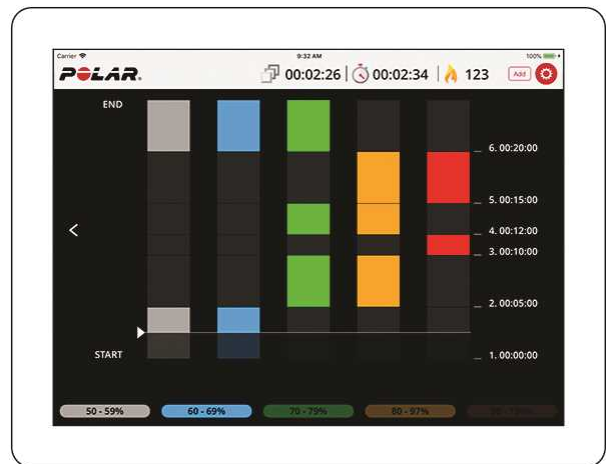 Carrier 9:32 AM 100%
POLAR.
00:02:26 00:02:34 123 Add
END
6. 00:20:00
5. 00:15:00
4. 00:12:00
3. 00:10:00
2. 00:05:00
START 1. 00:00:00
50 - 59% 60 - 69% 70 - 79% 80 - 97%